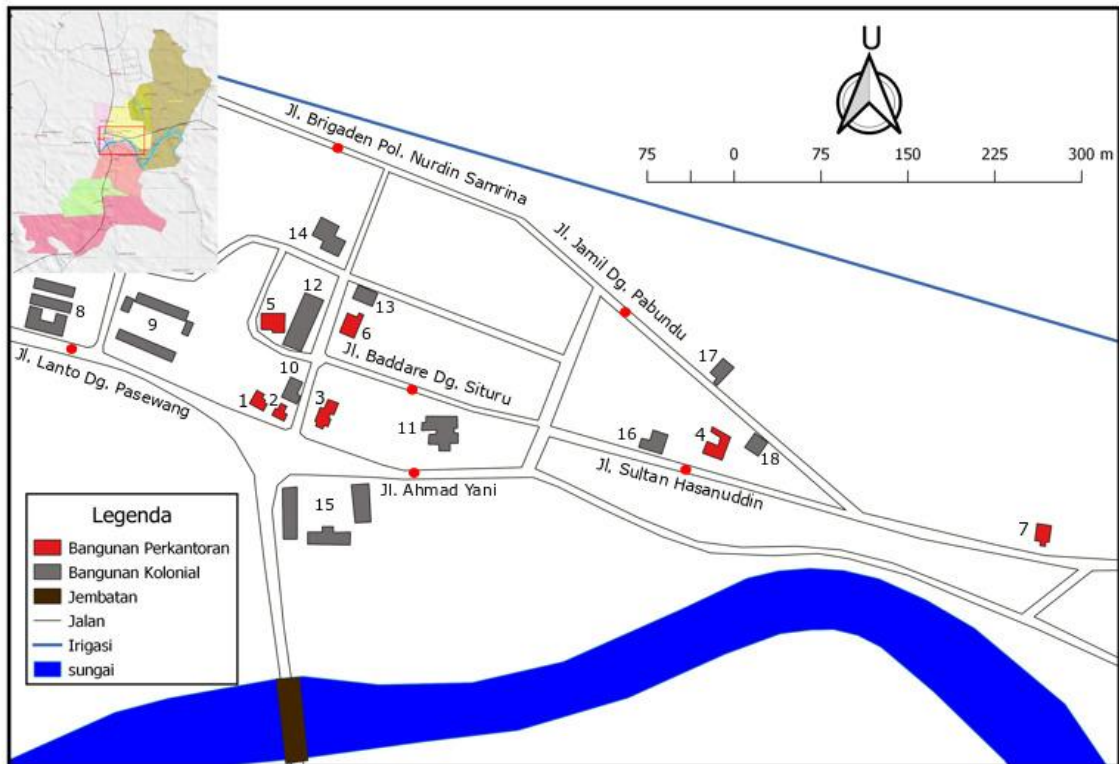 U
75 0 75 150 225 300 m
Jl. Brigaden Pol. Nurdin Samrina
14
Jl. Jamil Dg. Pabundu
8
9
5
12
13
6
17
Jl. Lanto Dg. Pasewang
10
Jl. Baddare Dg. Situru
1
2
3
11
16
4
18
Jl. Sultan Hasanuddin
Jl. Ahmad Yani
15
7
Legenda
Bangunan Perkantoran
Bangunan Kolonial
Jembatan
Jalan
Irigasi
sungai